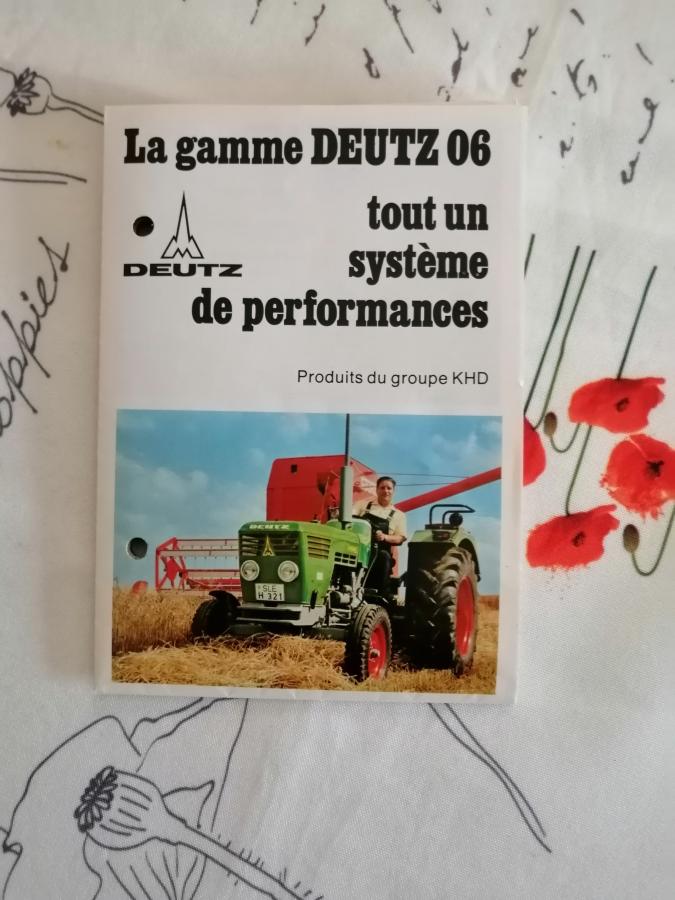 La gamme DEUTZ 06
tout un
système
de performances
DEUTZ
Produits du groupe KHD
DEUTZ
SLE
H 321